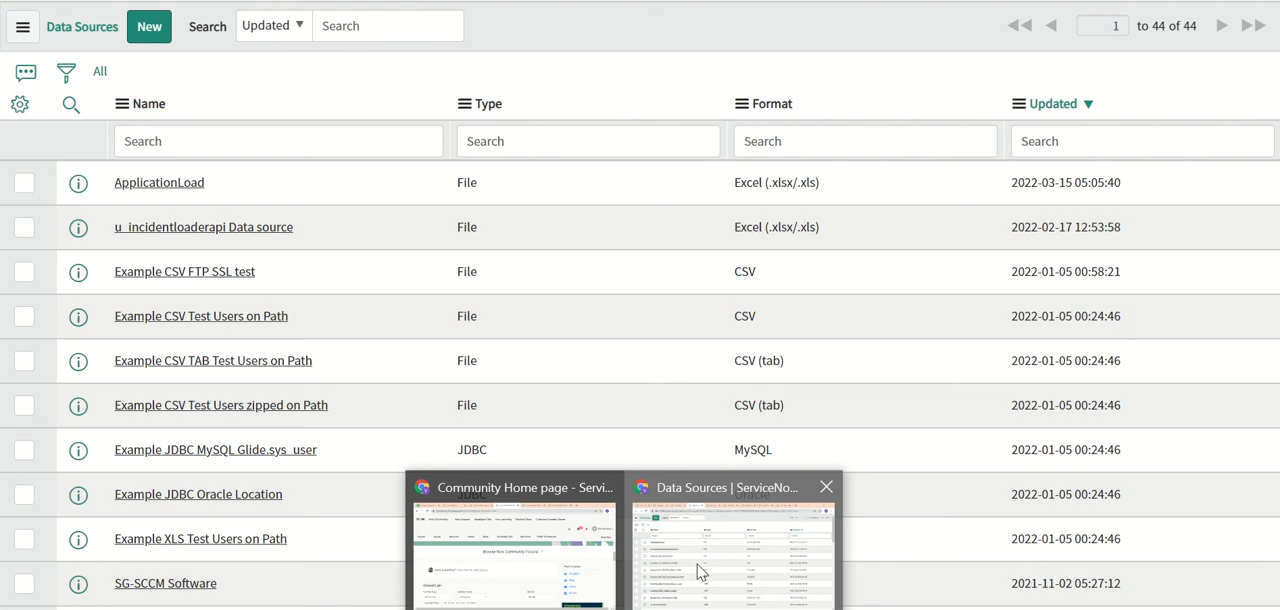 Data Sources New Search Updated ▼ Search 1 to 44 of 44
All
Name Type Format Updated ▼
Search Search Search Search
ApplicationLoad File Excel (.xlsx/.xls) 2022-03-15 05:05:40
u_incidentloaderapi Data source File Excel (.xlsx/.xls) 2022-02-17 12:53:58
Example CSV FTP SSL test File CSV 2022-01-05 00:58:21
Example CSV Test Users on Path File CSV 2022-01-05 00:24:46
Example CSV TAB Test Users on Path File CSV (tab) 2022-01-05 00:24:46
Example CSV Test Users zipped on Path File CSV (tab) 2022-01-05 00:24:46
Example JDBC MySQL Glide.sys_user JDBC MySQL 2022-01-05 00:24:46
Community Home page - Servi... Data Sources | ServiceNo...
Example JDBC Oracle Location JDBC Oracle 2022-01-05 00:24:46
Example XLS Test Users on Path 2022-01-05 00:24:46
SG-SCCM Software 2021-11-02 05:27:12